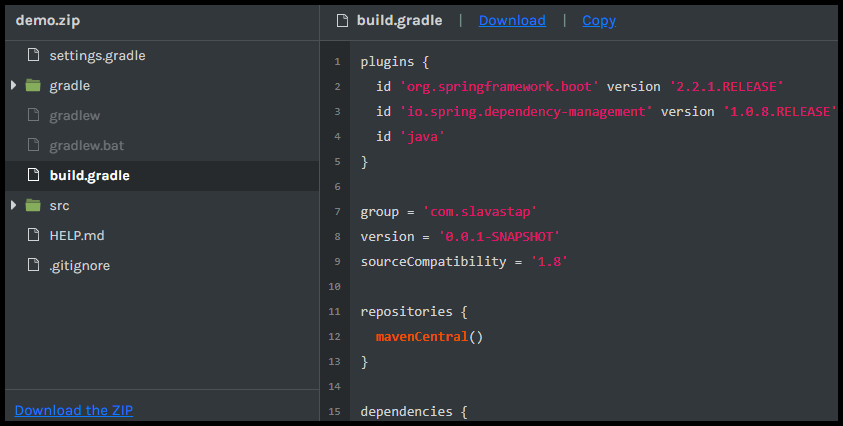 demo.zip
settings.gradle
gradle
gradlew
gradlew.bat
build.gradle
src
HELP.md
.gitignore
Download the ZIP
build.gradle | Download | Copy
1 plugins {
2 id 'org.springframework.boot' version '2.2.1.RELEASE'
3 id 'io.spring.dependency-management' version '1.0.8.RELEASE'
4 id 'java'
5 }
6
7 group = 'com.slavastap'
8 version = '0.0.1-SNAPSHOT'
9 sourceCompatibility = '1.8'
10
11 repositories {
12 mavenCentral()
13 }
14
15 dependencies {